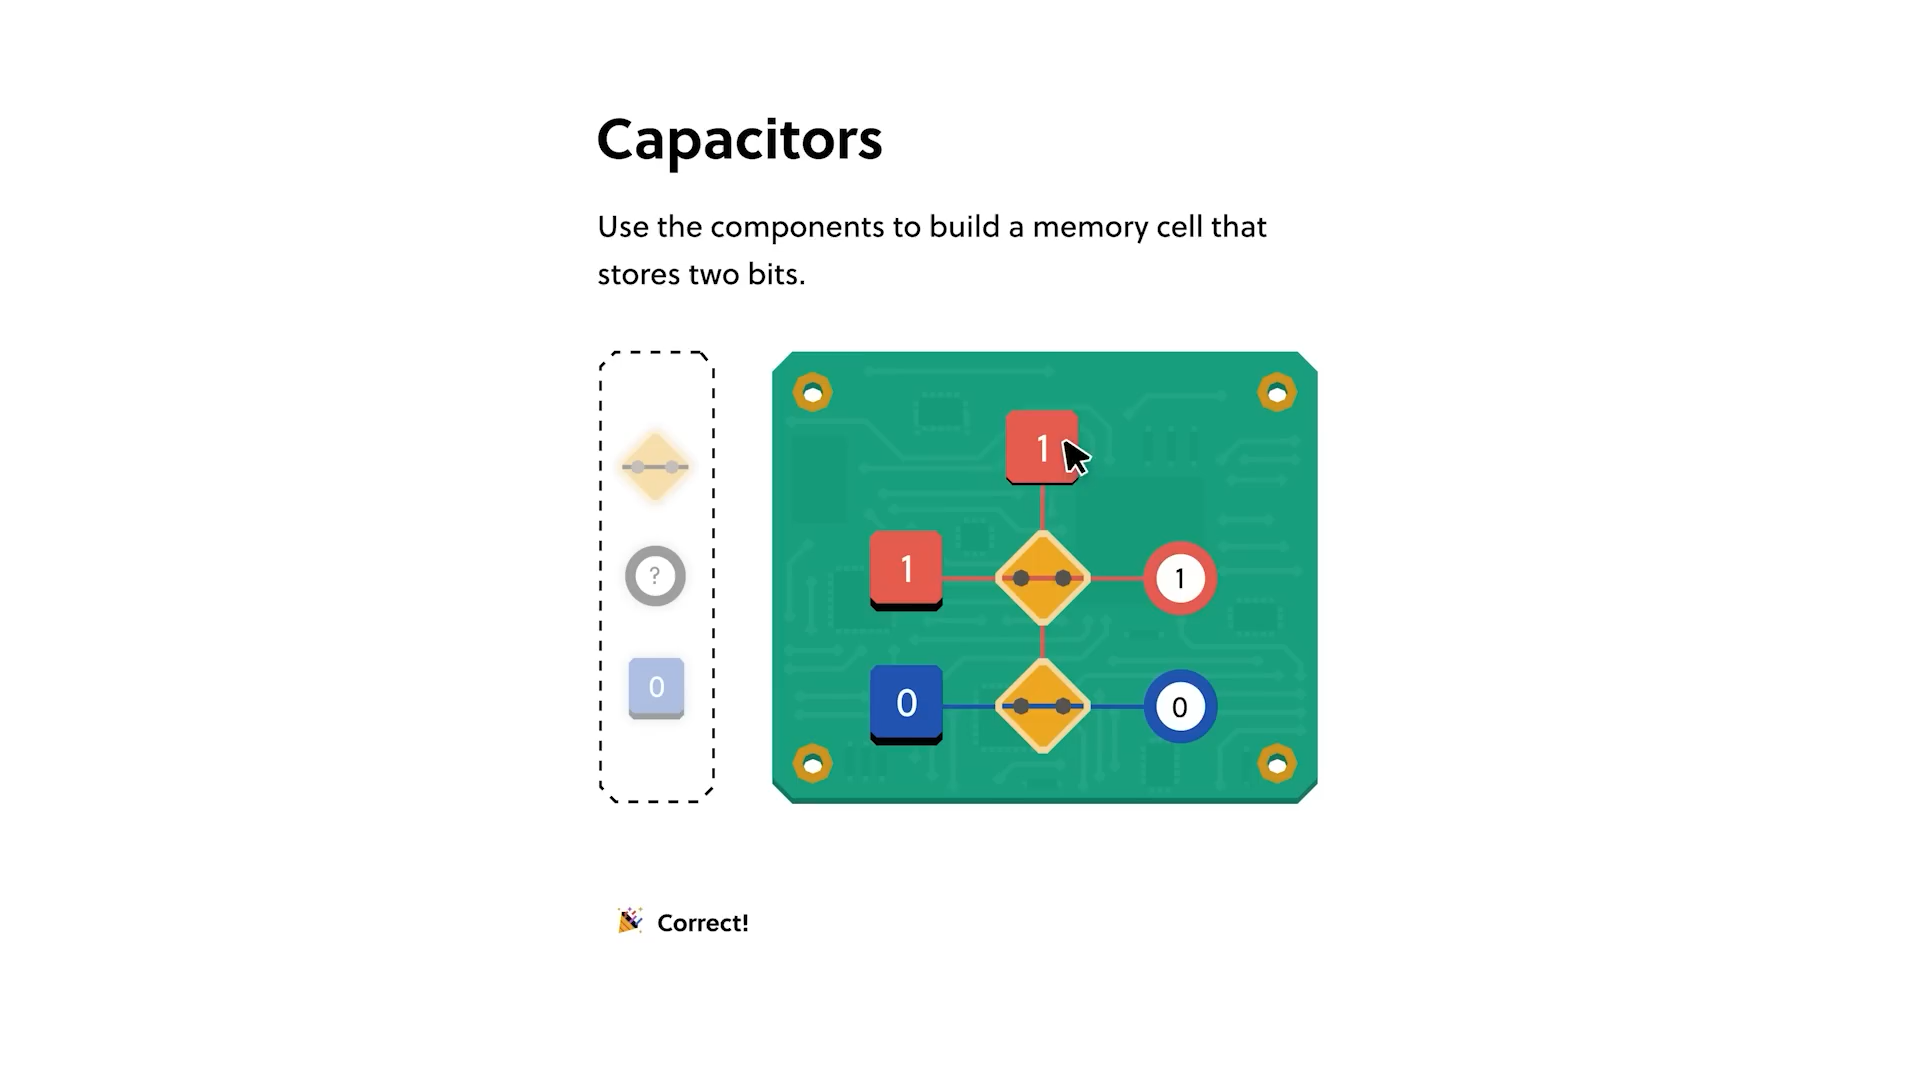 Capacitors
Use the components to build a memory cell that
stores two bits.
1
1
1
?
0
0
0
Correct!